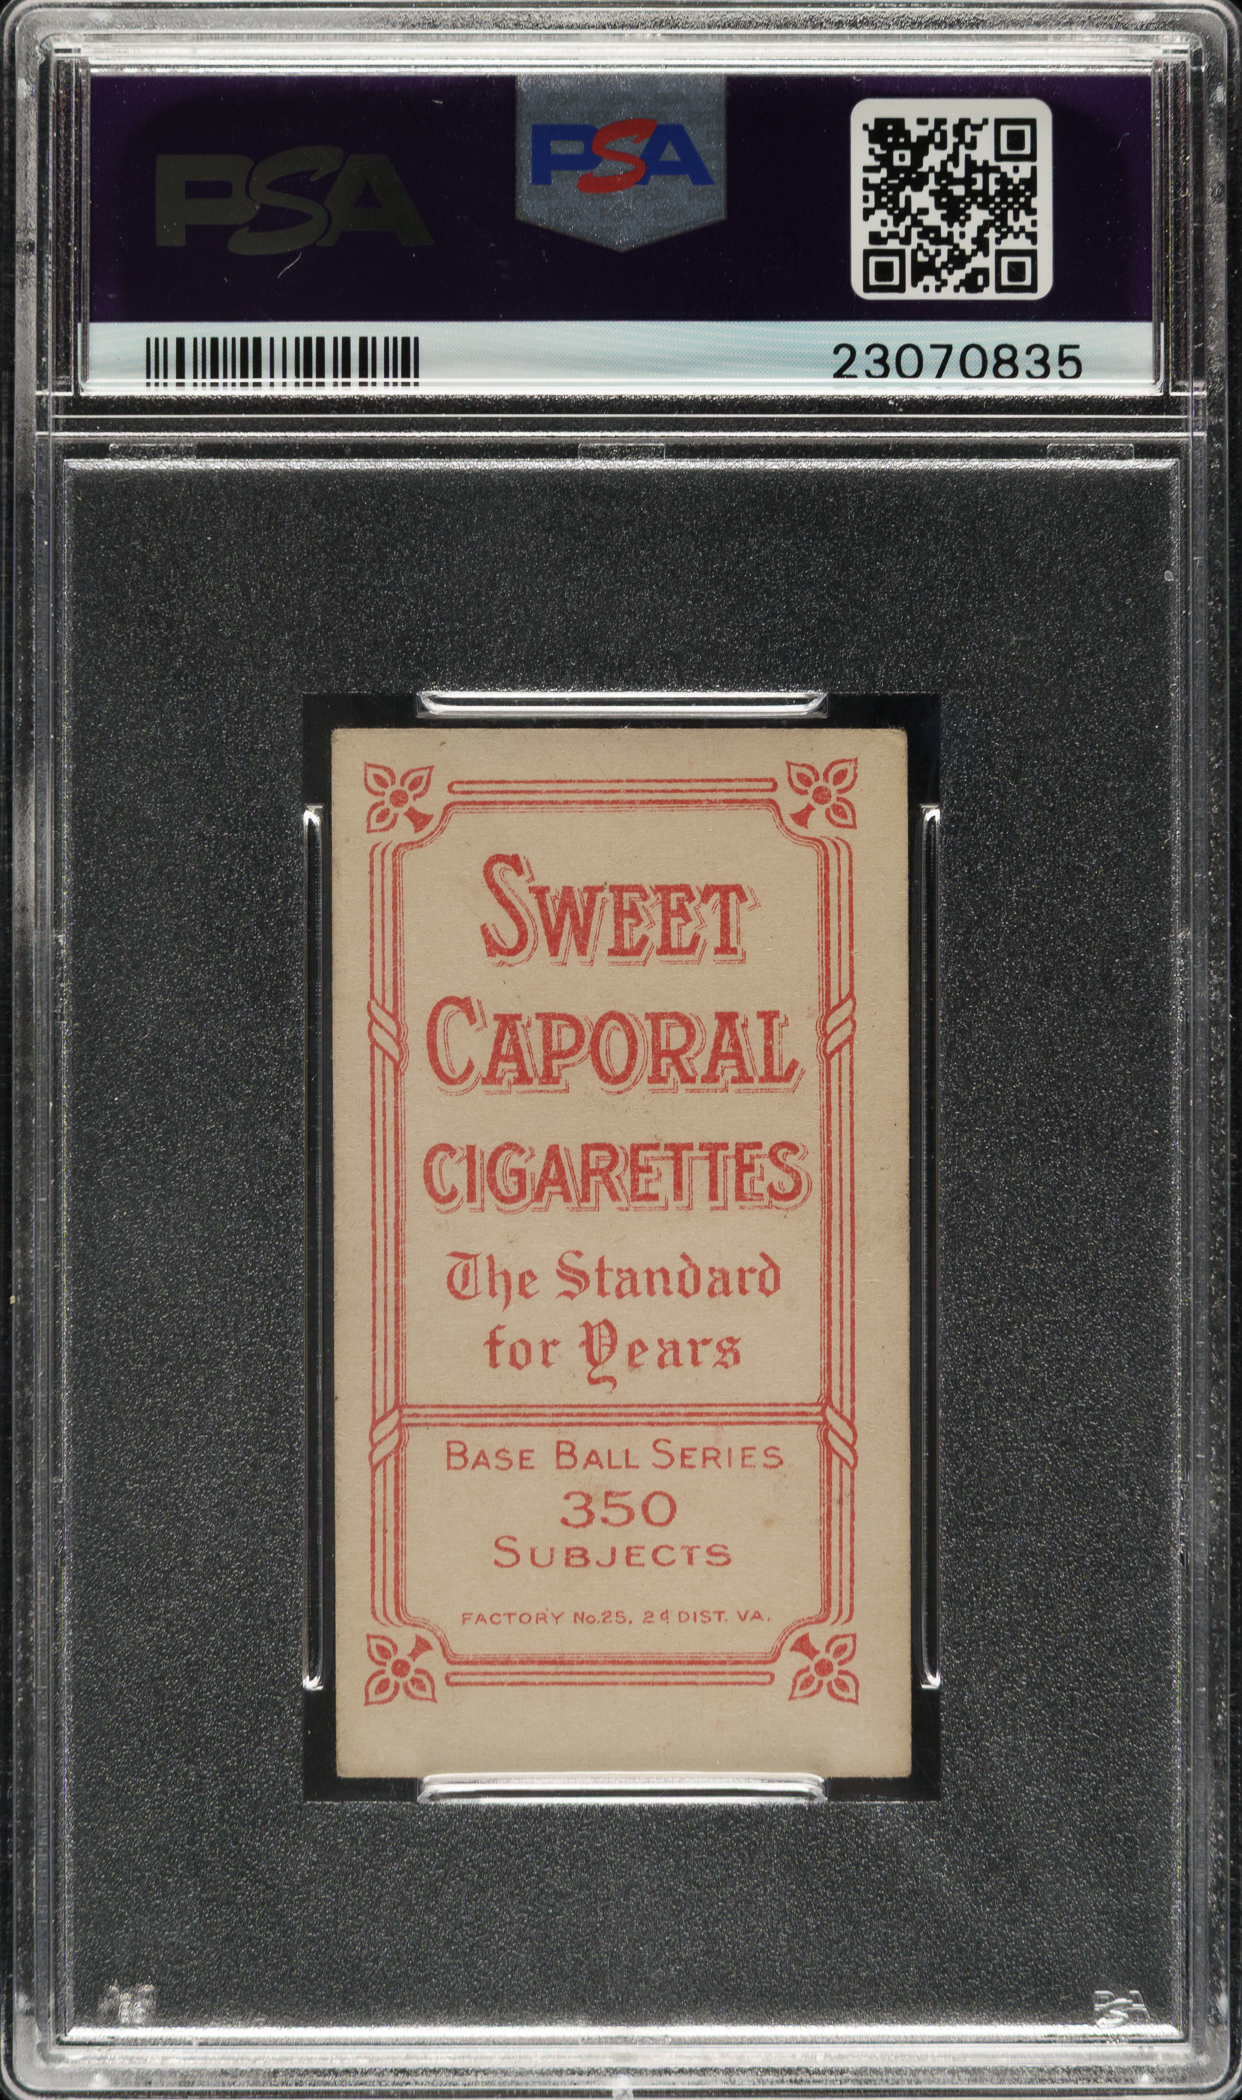 PSA
PSA
23070835
SWEET
CAPORAL
CIGARETTES
The Standard
for Years
BASE BALL SERIES
350
SUBJECTS
FACTORY No.25, 2d DIST. VA.
PSA